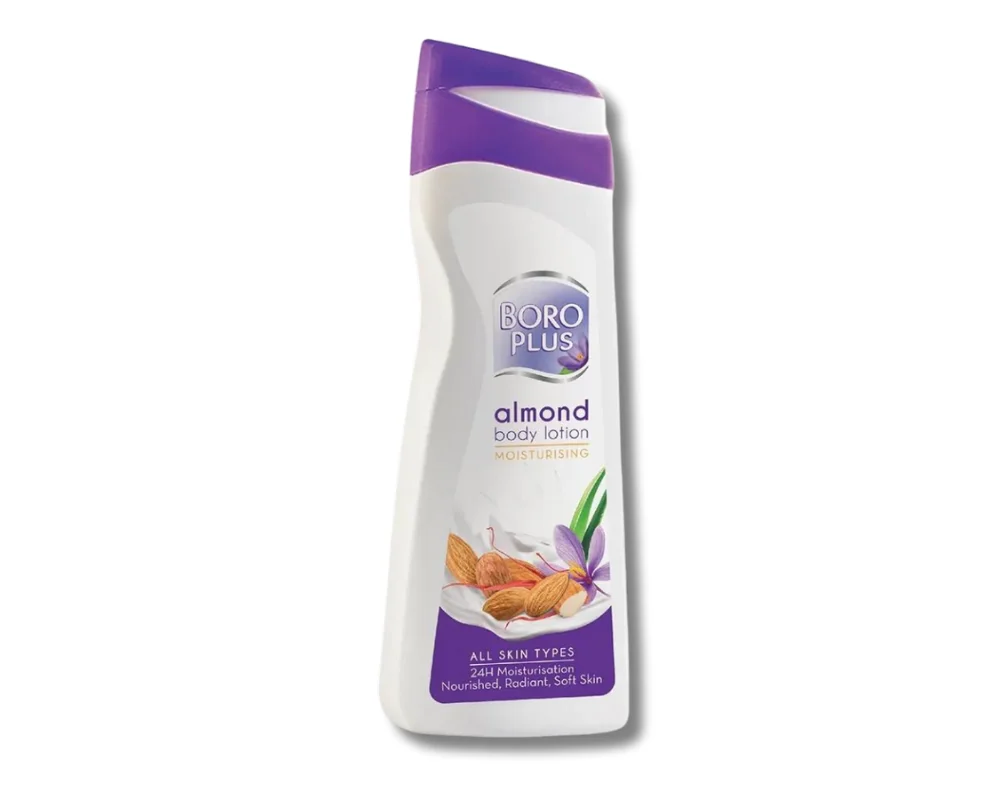 BORO
PLUS
almond
body lotion
MOISTURISING
ALL SKIN TYPES
24H Moisturisation
Nourished, Radiant, Soft Skin